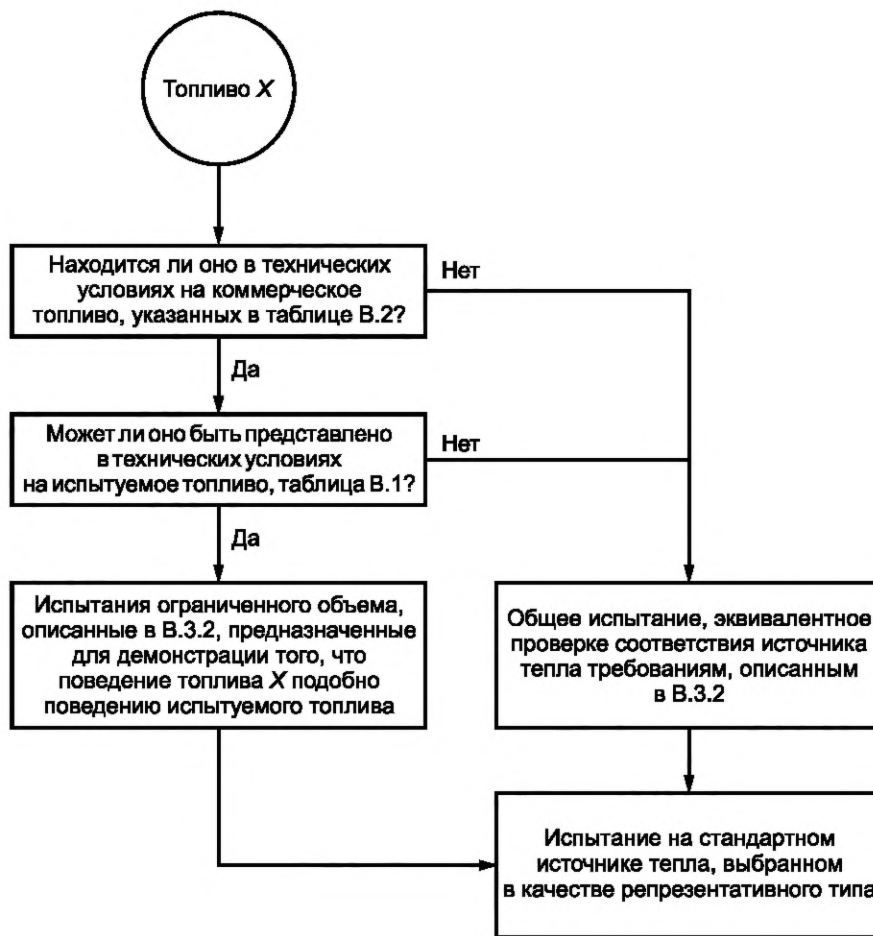 Топливо X
Находится ли оно в технических
условиях на коммерческое
топливо, указанных в таблице В.2?
Нет
Да
Может ли оно быть представлено
в технических условиях
на испытуемое топливо, таблица В.1?
Нет
Да
Испытания ограниченного объема,
описанные в В.3.2, предназначенные
для демонстрации того, что
поведение топлива X подобно
поведению испытуемого топлива
Общее испытание, эквивалентное
проверке соответствия источника
тепла требованиям, описанным
в В.3.2
Испытание на стандартном
источнике тепла, выбранном
в качестве репрезентативного типа